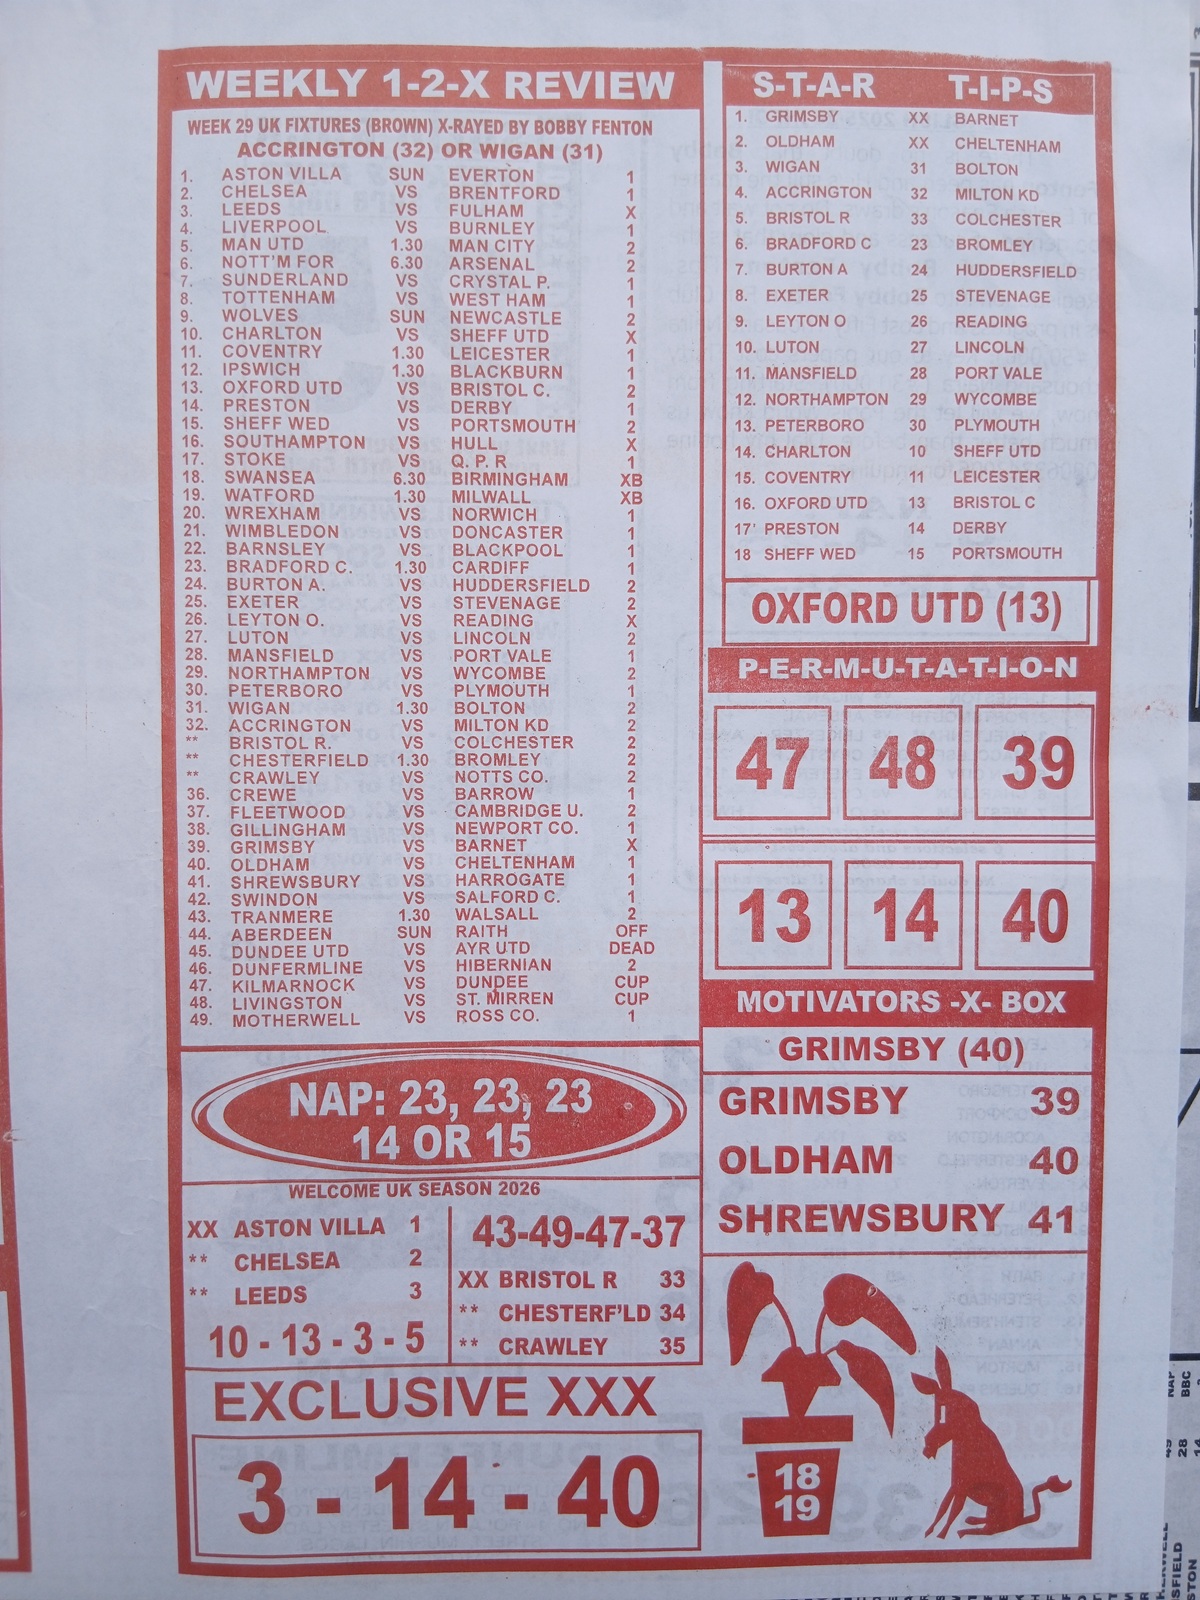 WEEKLY 1-2-X REVIEW
WEEK 29 UK FIXTURES (BROWN) X-RAYED BY BOBBY FENTON
ACCRINGTON (32) OR WIGAN (31)
1. ASTON VILLA SUN EVERTON 1
2. CHELSEA VS BRENTFORD 1
3. LEEDS VS FULHAM X
4. LIVERPOOL VS BURNLEY 1
5. MAN UTD 1.30 MAN CITY 2
6. NOTT'M FOR 6.30 ARSENAL 2
7. SUNDERLAND VS CRYSTAL P. 1
8. TOTTENHAM VS WEST HAM 1
9. WOLVES SUN NEWCASTLE 2
10. CHARLTON VS SHEFF UTD X
11. COVENTRY 1.30 LEICESTER 1
12. IPSWICH 1.30 BLACKBURN 1
13. OXFORD UTD VS BRISTOL C. 2
14. PRESTON VS DERBY 1
15. SHEFF WED VS PORTSMOUTH 2
16. SOUTHAMPTON VS HULL X
17. STOKE VS Q. P. R 1
18. SWANSEA 6.30 BIRMINGHAM XB
19. WATFORD 1.30 MILWALL XB
20. WREXHAM VS NORWICH 1
21. WIMBLEDON VS DONCASTER 1
22. BARNSLEY VS BLACKPOOL 1
23. BRADFORD C. 1.30 CARDIFF 1
24. BURTON A. VS HUDDERSFIELD 2
25. EXETER VS STEVENAGE 2
26. LEYTON O. VS READING X
27. LUTON VS LINCOLN 2
28. MANSFIELD VS PORT VALE 1
29. NORTHAMPTON VS WYCOMBE 2
30. PETERBORO VS PLYMOUTH 1
31. WIGAN 1.30 BOLTON 2
32. ACCRINGTON VS MILTON KD 2
** BRISTOL R. VS COLCHESTER 2
** CHESTERFIELD 1.30 BROMLEY 2
** CRAWLEY VS NOTTS CO. 2
36. CREWE VS BARROW 1
37. FLEETWOOD VS CAMBRIDGE U. 2
38. GILLINGHAM VS NEWPORT CO. 1
39. GRIMSBY VS BARNET X
40. OLDHAM VS CHELTENHAM 1
41. SHREWSBURY VS HARROGATE 1
42. SWINDON VS SALFORD C. 1
43. TRANMERE 1.30 WALSALL 2
44. ABERDEEN SUN RAITH OFF
45. DUNDEE UTD VS AYR UTD DEAD
46. DUNFERMLINE VS HIBERNIAN 2
47. KILMARNOCK VS DUNDEE CUP
48. LIVINGSTON VS ST. MIRREN CUP
49. MOTHERWELL VS ROSS CO. 1
NAP: 23, 23, 23
14 OR 15
WELCOME UK SEASON 2026
XX ASTON VILLA 1
** CHELSEA 2
** LEEDS 3
10 - 13 - 3 - 5
43-49-47-37
XX BRISTOL R 33
** CHESTERF'LD 34
** CRAWLEY 35
EXCLUSIVE XXX
3 - 14 - 40
S-T-A-R T-I-P-S
1. GRIMSBY XX BARNET
2. OLDHAM XX CHELTENHAM
3. WIGAN 31 BOLTON
4. ACCRINGTON 32 MILTON KD
5. BRISTOL R 33 COLCHESTER
6. BRADFORD C 23 BROMLEY
7. BURTON A 24 HUDDERSFIELD
8. EXETER 25 STEVENAGE
9. LEYTON O 26 READING
10. LUTON 27 LINCOLN
11. MANSFIELD 28 PORT VALE
12. NORTHAMPTON 29 WYCOMBE
13. PETERBORO 30 PLYMOUTH
14. CHARLTON 10 SHEFF UTD
15. COVENTRY 11 LEICESTER
16. OXFORD UTD 13 BRISTOL C
17' PRESTON 14 DERBY
18 SHEFF WED 15 PORTSMOUTH
OXFORD UTD (13)
P-E-R-M-U-T-A-T-I-O-N
47 48 39
13 14 40
MOTIVATORS -X- BOX
GRIMSBY (40)
GRIMSBY 39
OLDHAM 40
SHREWSBURY 41
18
19
49 NAP
28 BBC